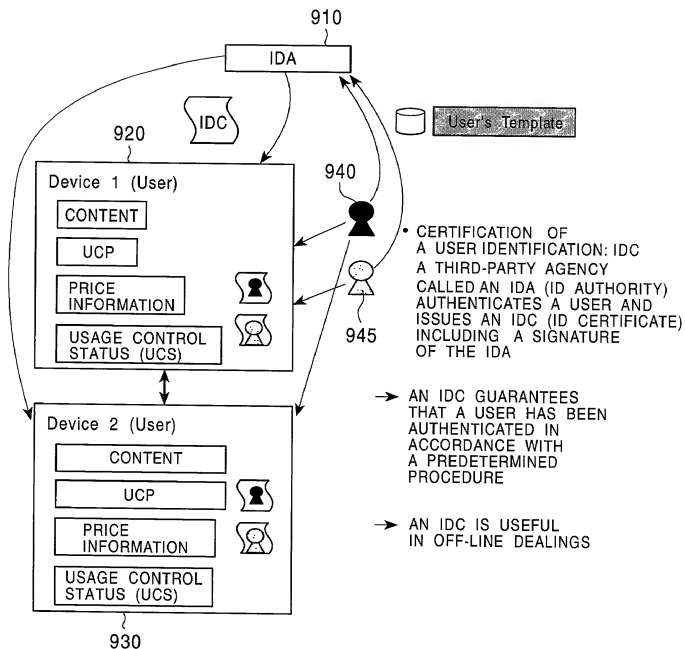 910
IDA
IDC
User's Template
920
940
Device 1 (User)
CONTENT
UCP
PRICE
INFORMATION
USAGE CONTROL
STATUS (UCS)
945
• CERTIFICATION OF
A USER IDENTIFICATION: IDC
A THIRD-PARTY AGENCY
CALLED AN IDA (ID AUTHORITY)
AUTHENTICATES A USER AND
ISSUES AN IDC (ID CERTIFICATE)
INCLUDING A SIGNATURE
OF THE IDA
→ AN IDC GUARANTEES
THAT A USER HAS BEEN
AUTHENTICATED IN
ACCORDANCE WITH
A PREDETERMINED
PROCEDURE
→ AN IDC IS USEFUL
IN OFF-LINE DEALINGS
Device 2 (User)
CONTENT
UCP
PRICE
INFORMATION
USAGE CONTROL
STATUS (UCS)
930